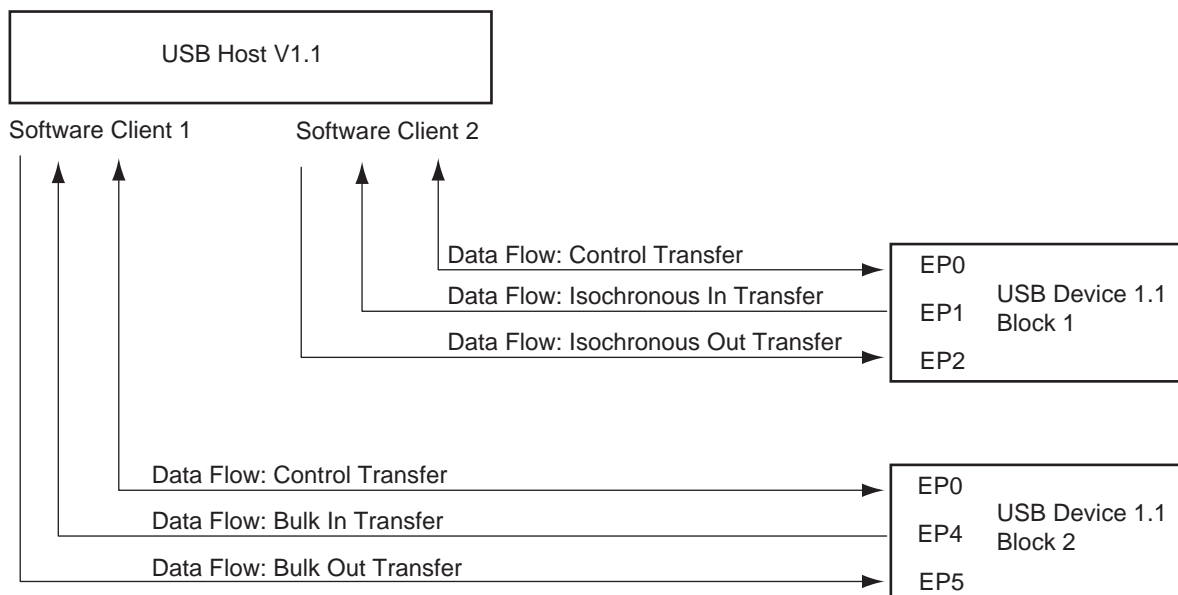 USB Host V1.1
Software Client 1
Software Client 2
Data Flow: Control Transfer
Data Flow: Isochronous In Transfer
Data Flow: Isochronous Out Transfer
EP0
EP1
EP2
USB Device 1.1
Block 1
Data Flow: Control Transfer
Data Flow: Bulk In Transfer
Data Flow: Bulk Out Transfer
EP0
EP4
EP5
USB Device 1.1
Block 2